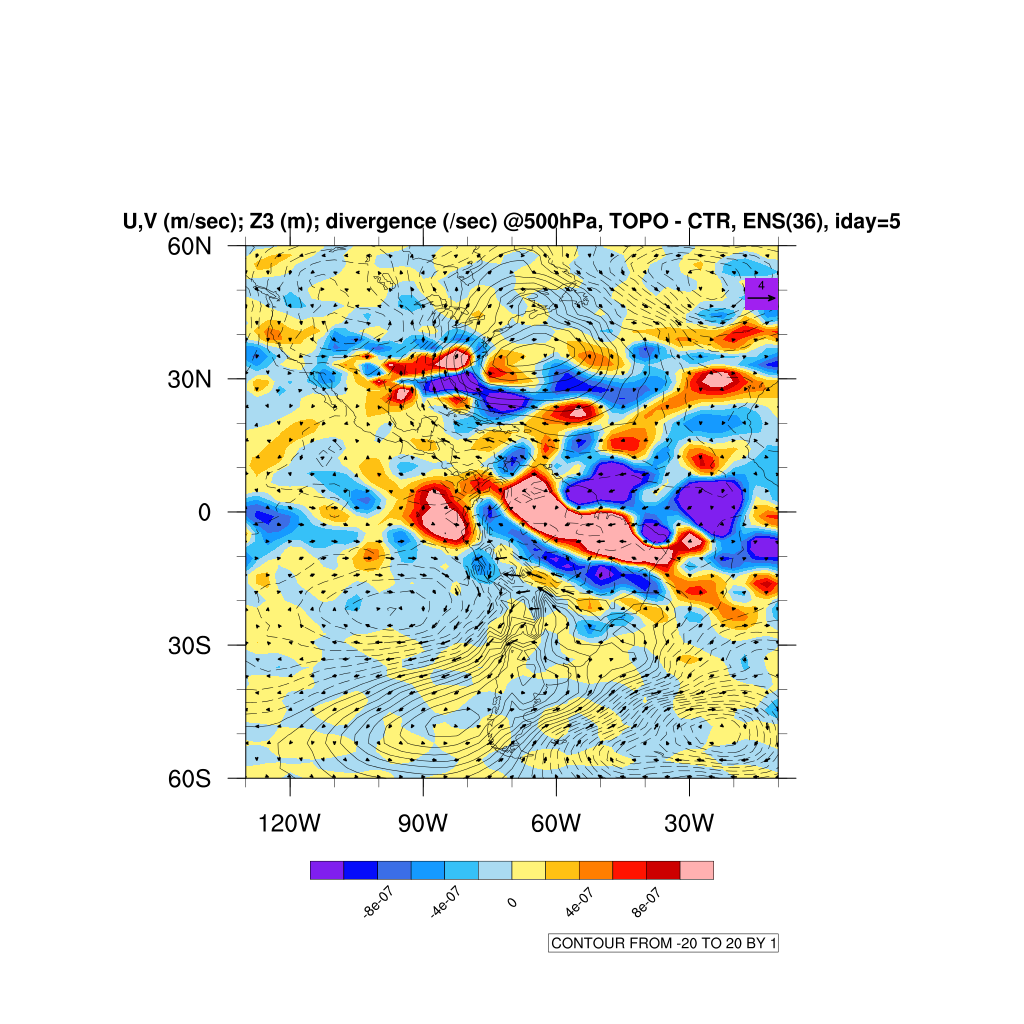 U,V (m/sec); Z3 (m); divergence (/sec) @500hPa, TOPO - CTR, ENS(36), iday=5
60N
4
30N
0
30S
60S
120W 90W 60W 30W
-8e-07 -4e-07 0 4e-07 8e-07
CONTOUR FROM -20 TO 20 BY 1